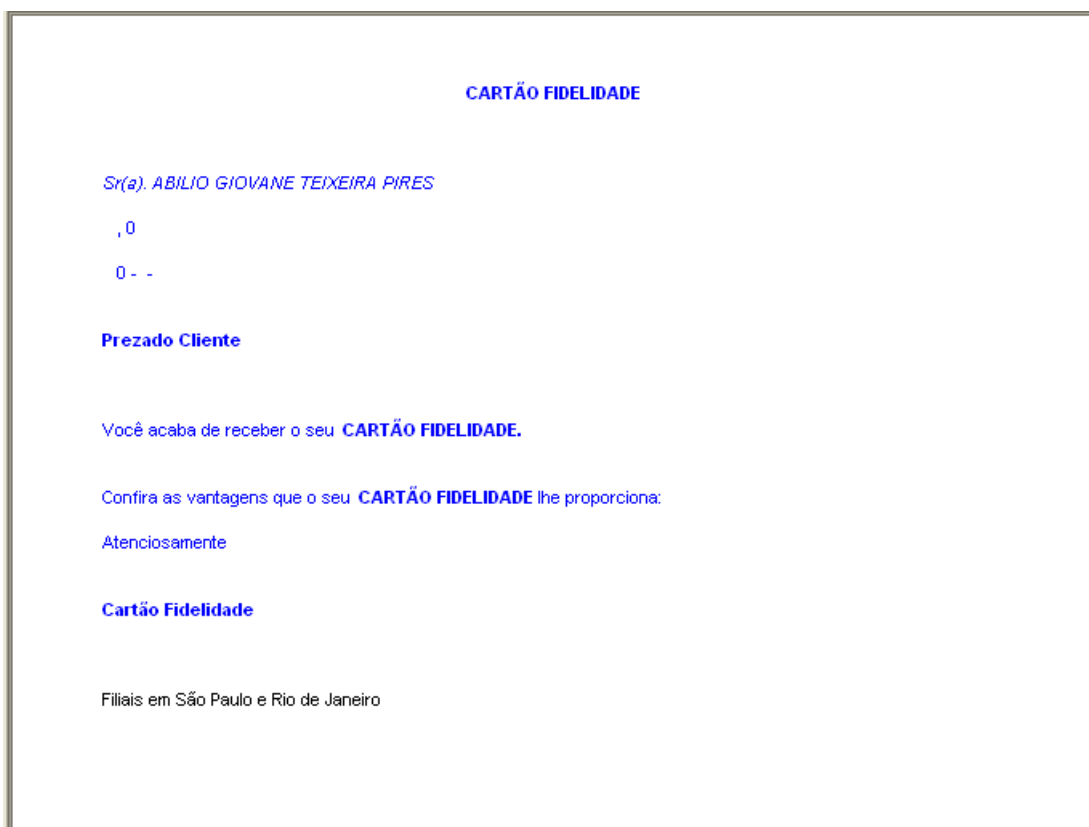 CARTÃO FIDELIDADE
Sr(a). ABILIO GIOVANE TEIXEIRA PIRES
, 0
0 - -
Prezado Cliente
Você acaba de receber o seu CARTÃO FIDELIDADE.
Confira as vantagens que o seu CARTÃO FIDELIDADE lhe proporciona:
Atenciosamente
Cartão Fidelidade
Filiais em São Paulo e Rio de Janeiro